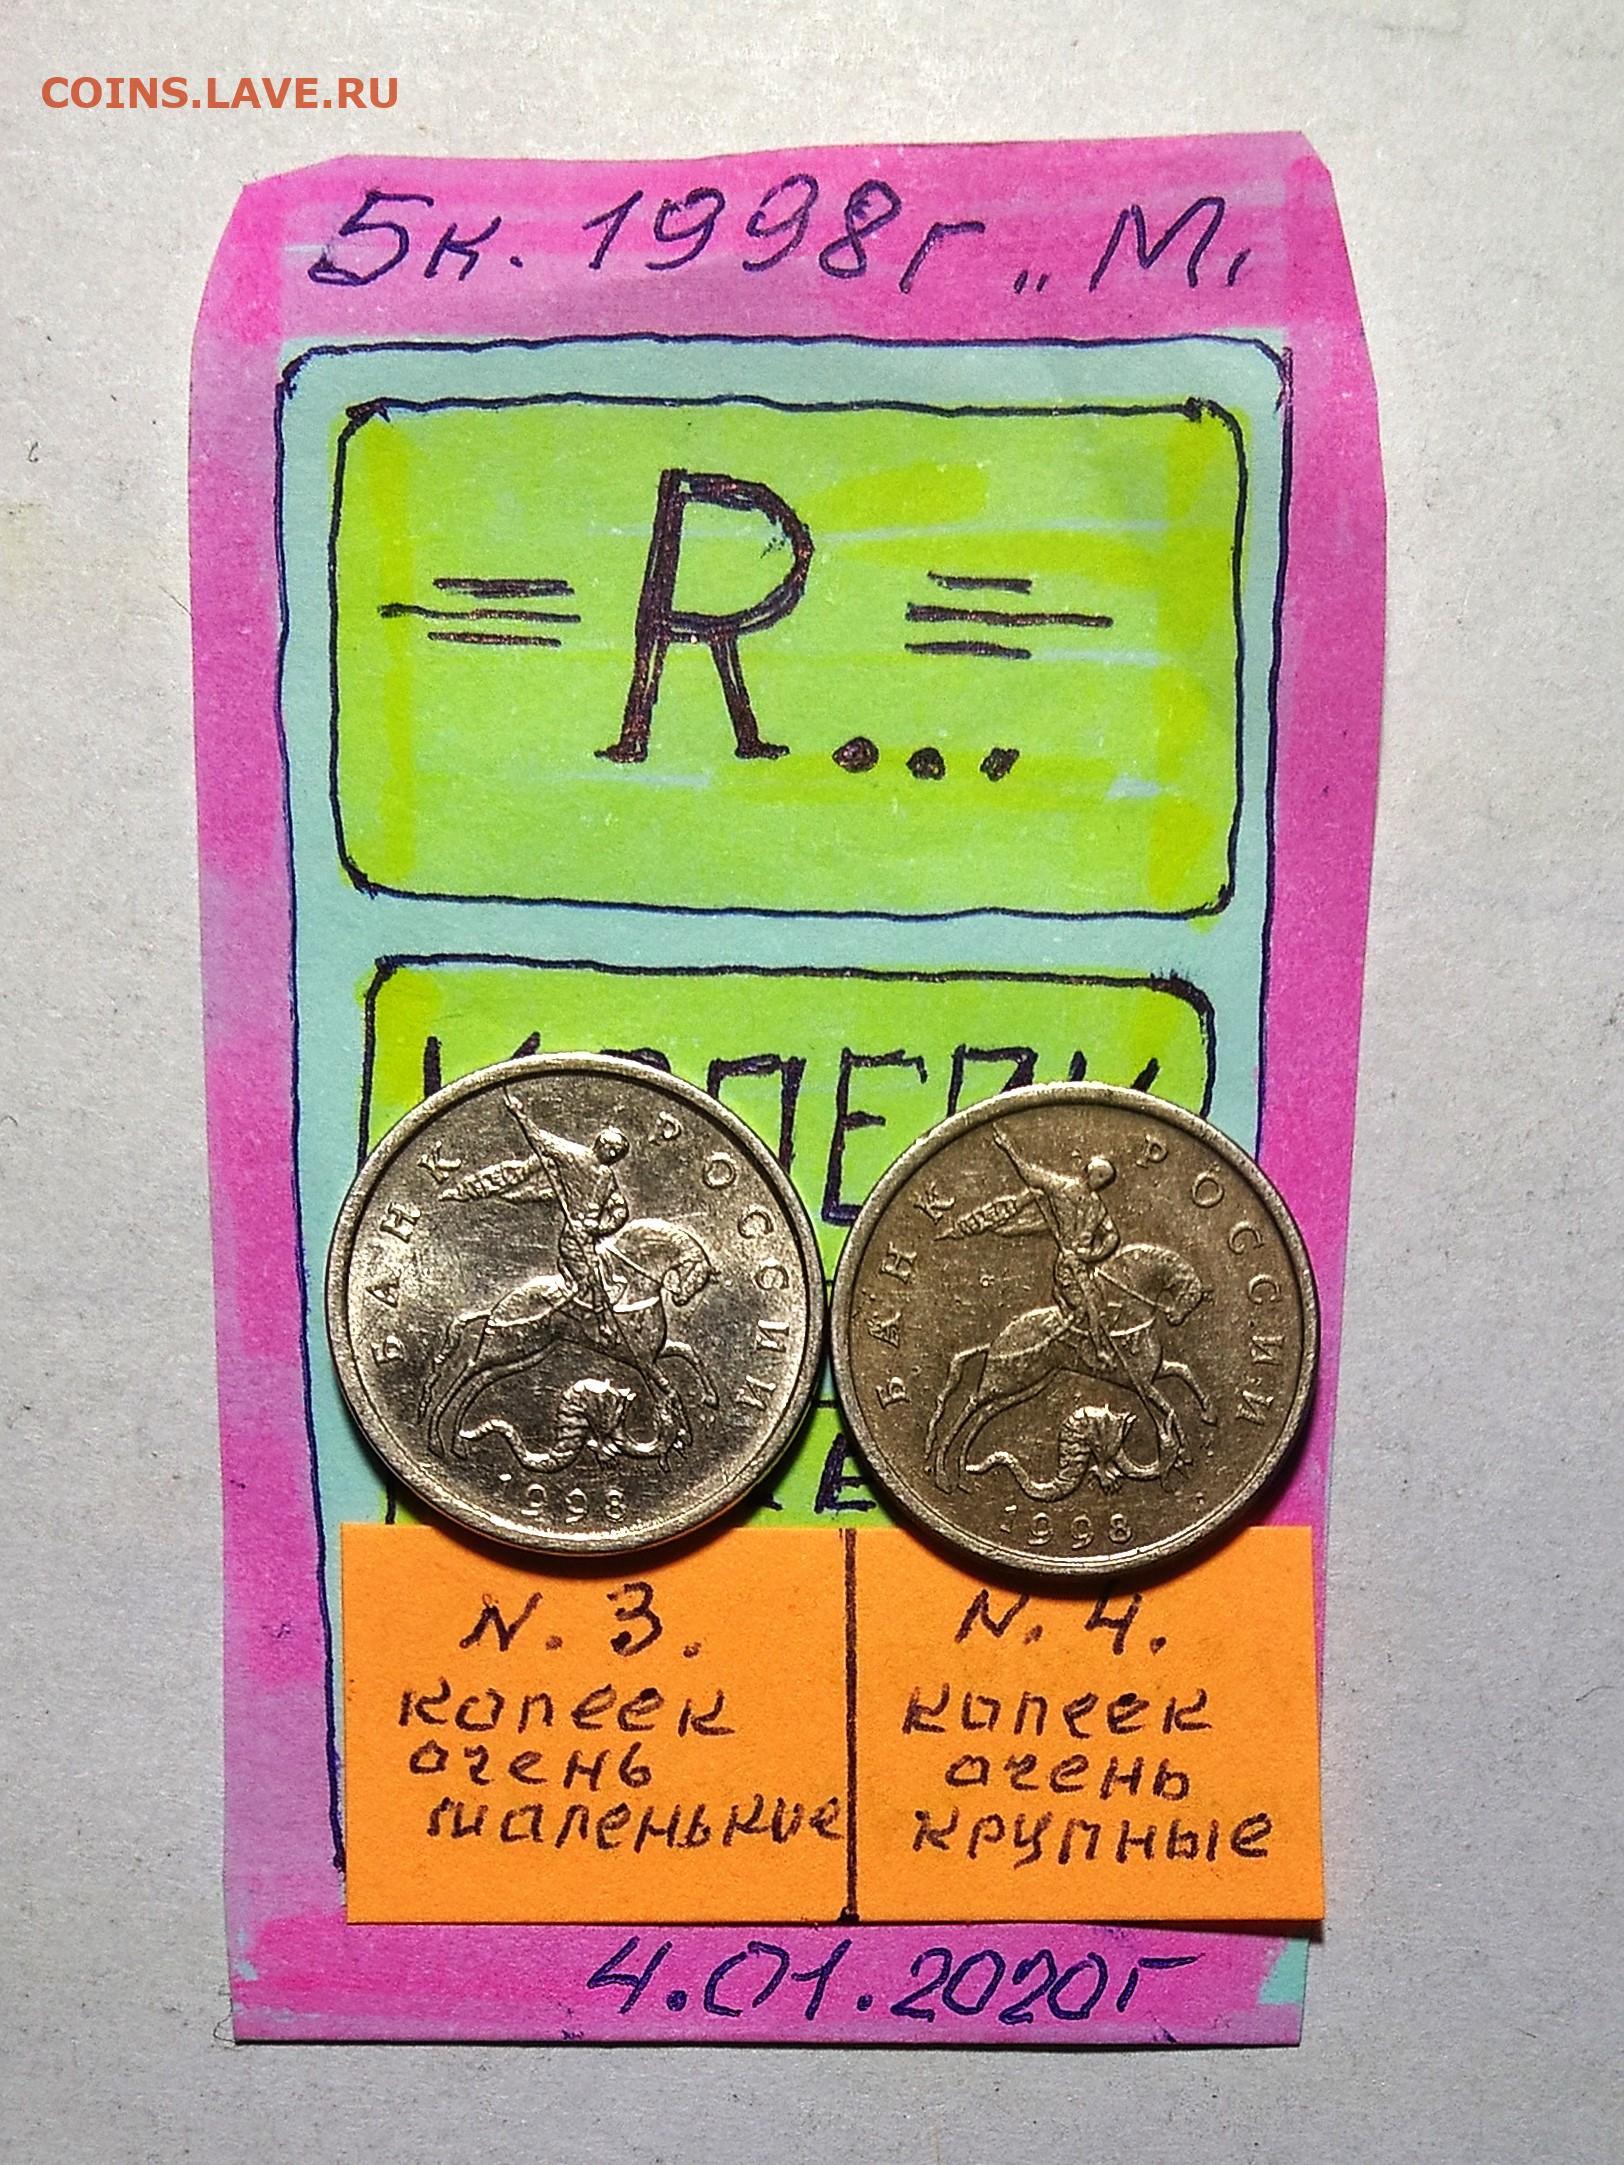 COINS.LAVE.RU
5к. 1998г „М,
=R...=
БАНК РОССИИ
1998
БАНК РОССИИ
1998
N. 3.
копеек
очень
маленькие
N. 4.
копеек
очень
крупные
4.01.2020г